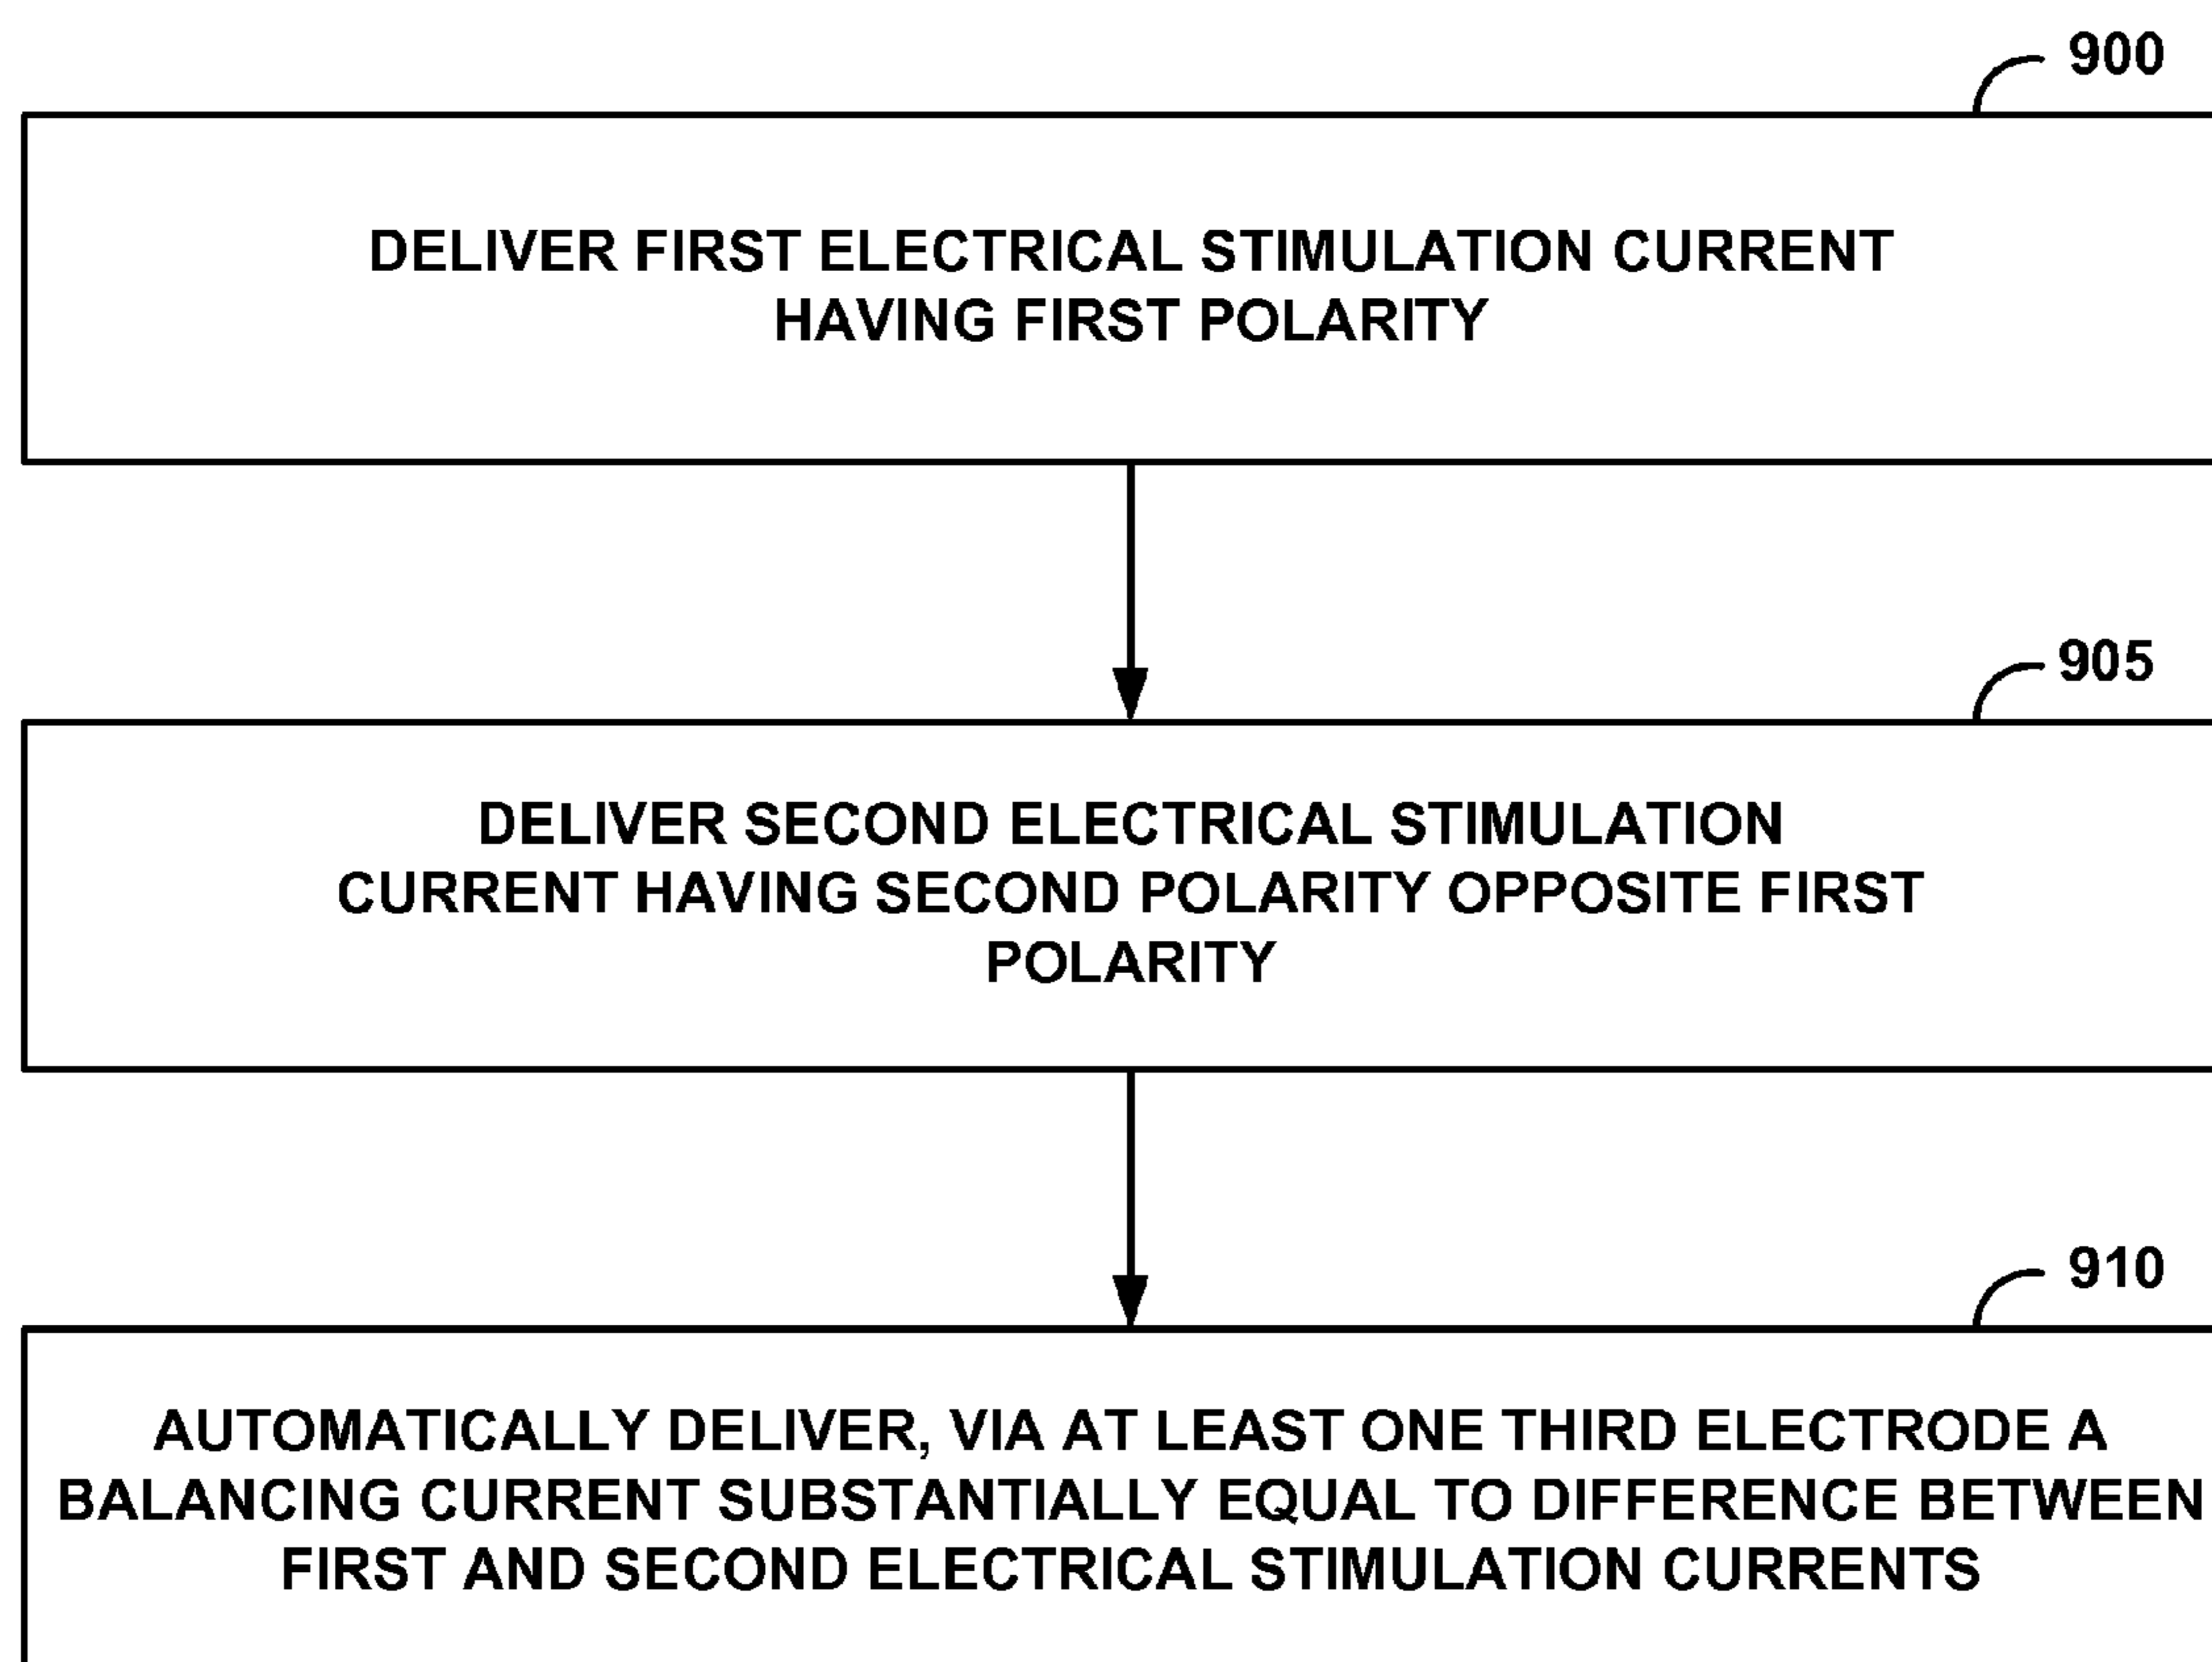 900
DELIVER FIRST ELECTRICAL STIMULATION CURRENT
HAVING FIRST POLARITY
905
DELIVER SECOND ELECTRICAL STIMULATION
CURRENT HAVING SECOND POLARITY OPPOSITE FIRST
POLARITY
910
AUTOMATICALLY DELIVER, VIA AT LEAST ONE THIRD ELECTRODE A
BALANCING CURRENT SUBSTANTIALLY EQUAL TO DIFFERENCE BETWEEN
FIRST AND SECOND ELECTRICAL STIMULATION CURRENTS